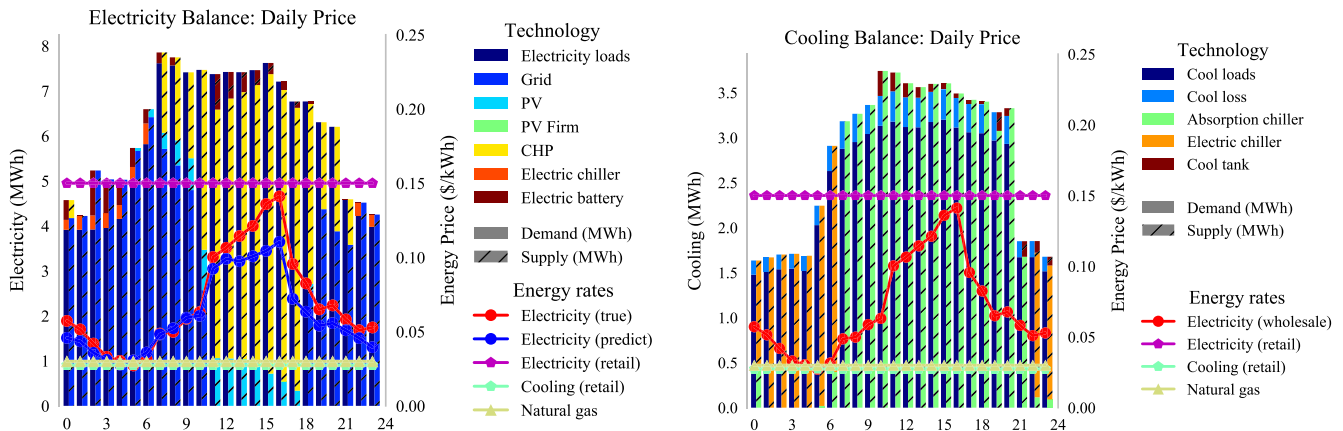 Electricity Balance: Daily Price
Electricity (MWh)
8
7
6
5
4
3
2
1
0
0
3
6
9
12
15
18
21
24
0.25
0.20
0.15
0.10
0.05
0.00
Energy Price ($/kWh)
Technology
Electricity loads
Grid
PV
PV Firm
CHP
Electric chiller
Electric battery
Demand (MWh)
Supply (MWh)
Energy rates
Electricity (true)
Electricity (predict)
Electricity (retail)
Cooling (retail)
Natural gas
Cooling Balance: Daily Price
Cooling (MWh)
3.5
3.0
2.5
2.0
1.5
1.0
0.5
0.0
0
3
6
9
12
15
18
21
24
0.25
0.20
0.15
0.10
0.05
0.00
Energy Price ($/kWh)
Technology
Cool loads
Cool loss
Absorption chiller
Electric chiller
Cool tank
Demand (MWh)
Supply (MWh)
Energy rates
Electricity (wholesale)
Electricity (retail)
Cooling (retail)
Natural gas